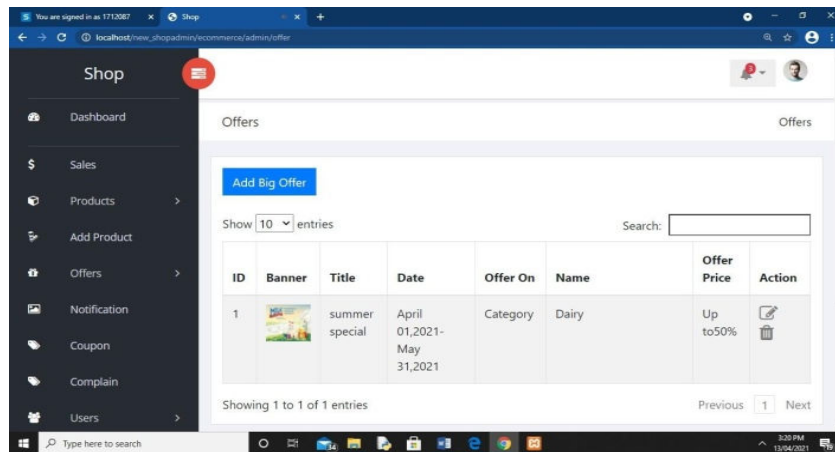 You are signed in as 1712087
Shop
localhost/new_shopadmin/ecommerce/admin/offer
Shop
Dashboard
Sales
Products
Add Product
Offers
Notification
Coupon
Complain
Users
Offers
Offers
Add Big Offer
Show 10 entries
Search:
ID Banner Title Date Offer On Name Offer Price Action
1 summer special April 01,2021- May 31,2021 Category Dairy Up to50%
Showing 1 to 1 of 1 entries
Previous 1 Next
Type here to search
34
3:20 PM
13/04/2021